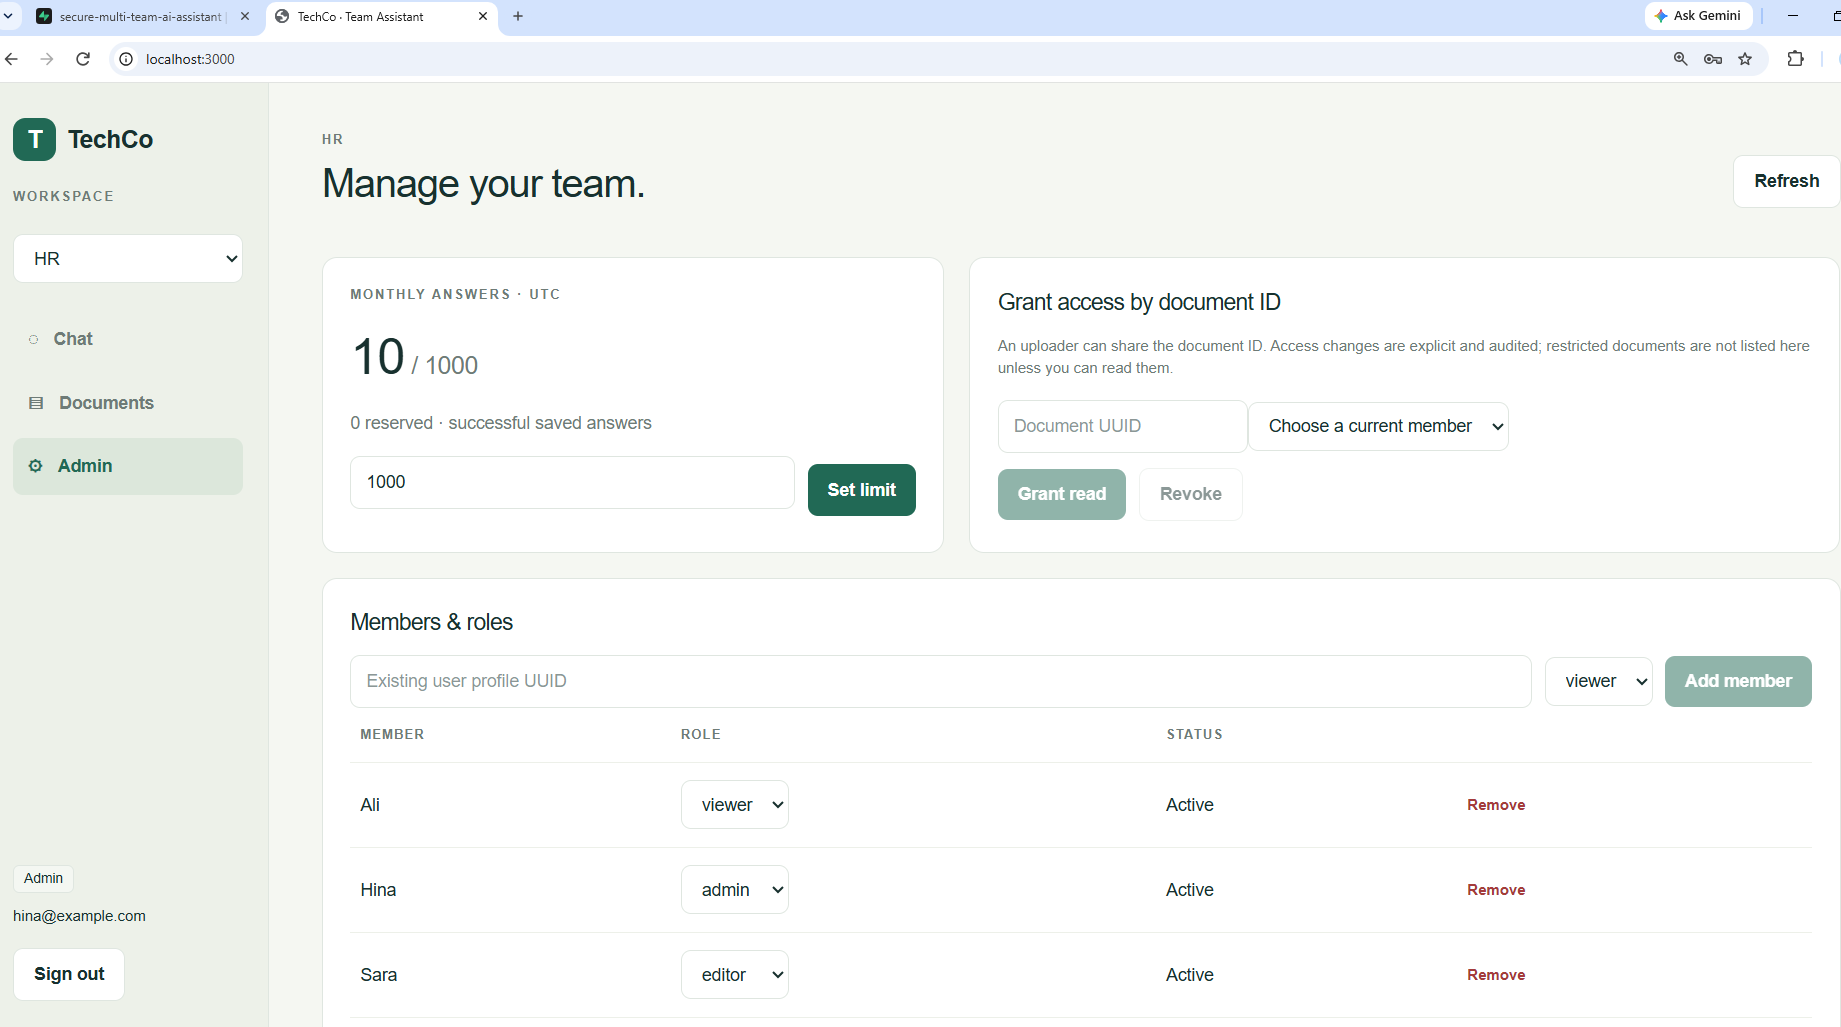 secure-multi-team-ai-assistant
TechCo · Team Assistant
Ask Gemini
localhost:3000
T TechCo
WORKSPACE
HR
Chat
Documents
Admin
Admin
hina@example.com
Sign out
HR
Manage your team.
Refresh
MONTHLY ANSWERS · UTC
10 / 1000
0 reserved · successful saved answers
1000
Set limit
Grant access by document ID
An uploader can share the document ID. Access changes are explicit and audited; restricted documents are not listed here
unless you can read them.
Document UUID
Choose a current member
Grant read
Revoke
Members & roles
Existing user profile UUID
viewer
Add member
MEMBER ROLE STATUS
Ali viewer Active Remove
Hina admin Active Remove
Sara editor Active Remove